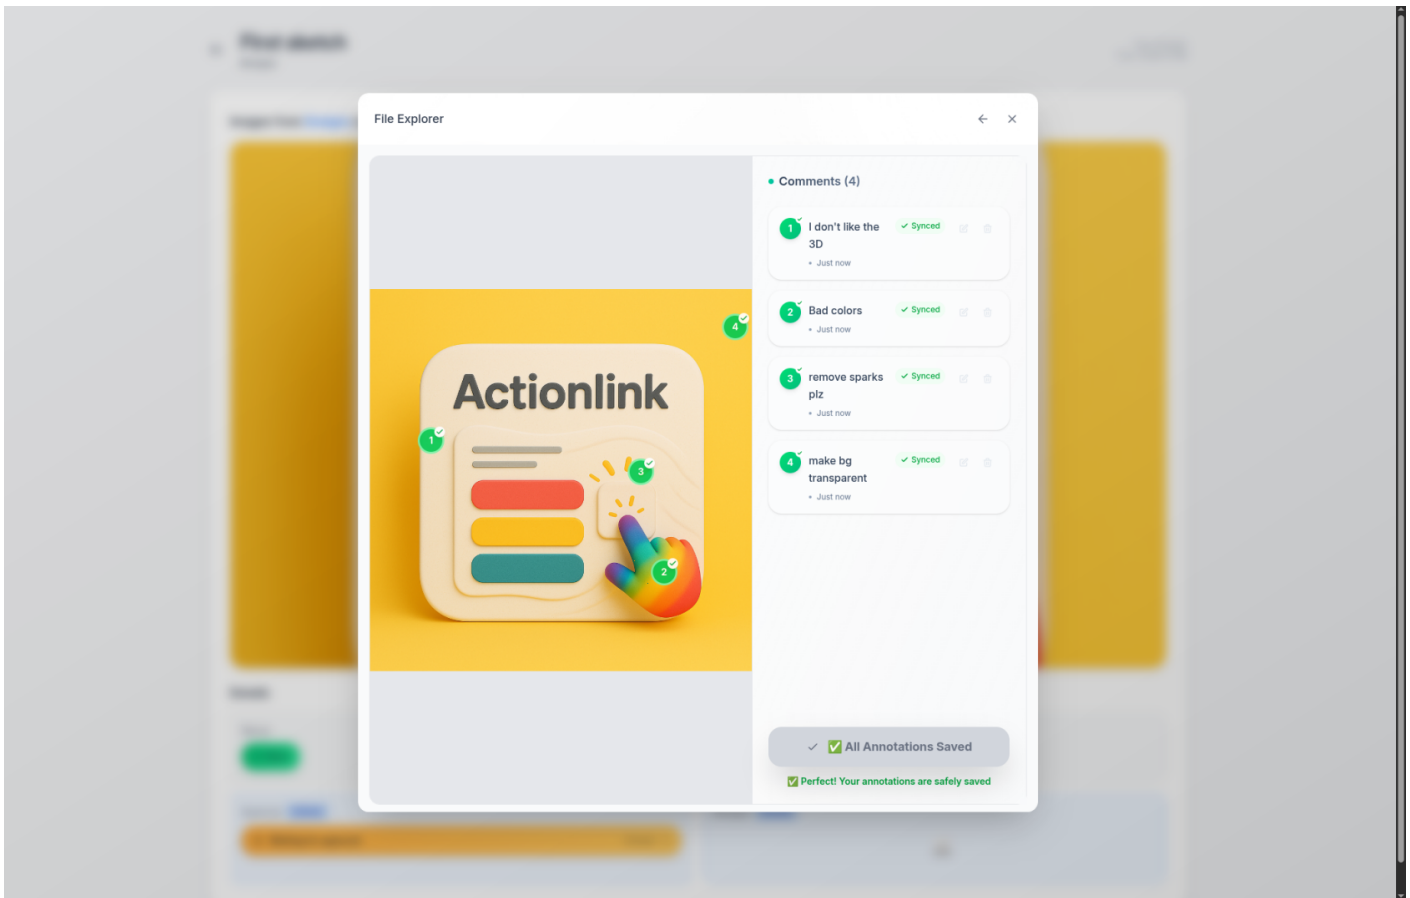 First sketch
File Explorer
Comments (4)
1
I don't like the
3D
✓ Synced
• Just now
2
Bad colors
✓ Synced
• Just now
3
remove sparks
plz
✓ Synced
• Just now
4
make bg
transparent
✓ Synced
• Just now
Actionlink
4
1
3
2
✓ ✅ All Annotations Saved
✅ Perfect! Your annotations are safely saved